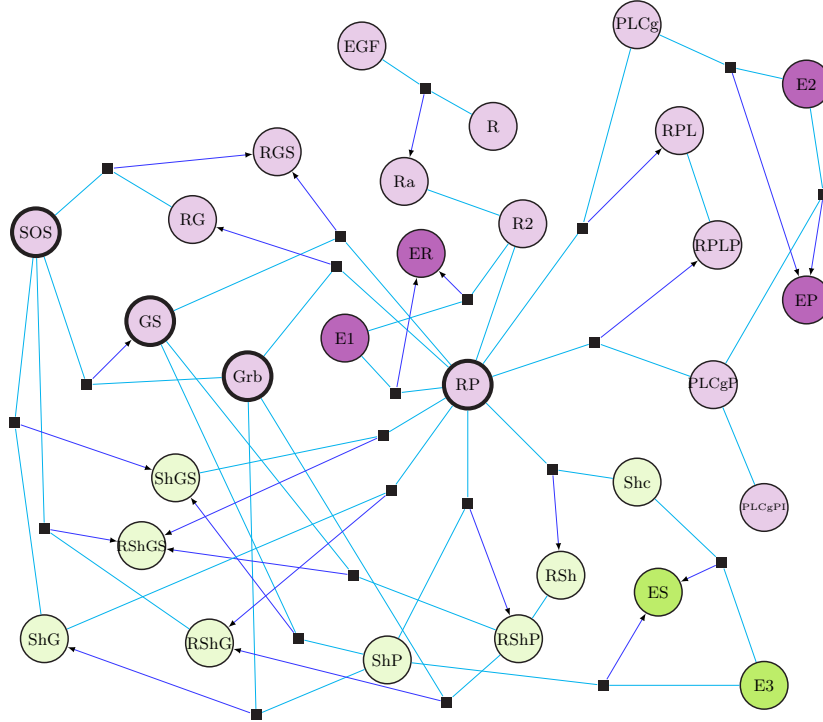 PLCg
EGF
E2
R
RPL
RGS
Ra
RG
R2
SOS
RPLP
ER
EP
GS
E1
Grb
RP
PLCgP
ShGS
Shc
PLCgPI
RShGS
RSh
ES
ShG
RShG
RShP
ShP
E3